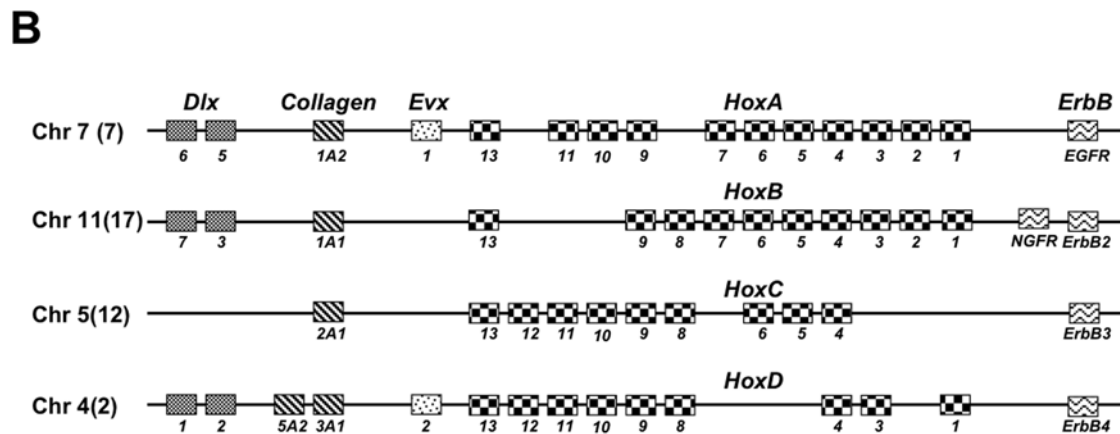 B
Dlx Collagen Evx HoxA ErbB
Chr 7 (7)
6 5 1A2 1 13 11 10 9 7 6 5 4 3 2 1 EGFR
HoxB
Chr 11(17)
7 3 1A1 13 9 8 7 6 5 4 3 2 1 NGFR ErbB2
HoxC
Chr 5(12)
2A1 13 12 11 10 9 8 6 5 4 ErbB3
HoxD
Chr 4(2)
1 2 5A2 3A1 2 13 12 11 10 9 8 4 3 1 ErbB4